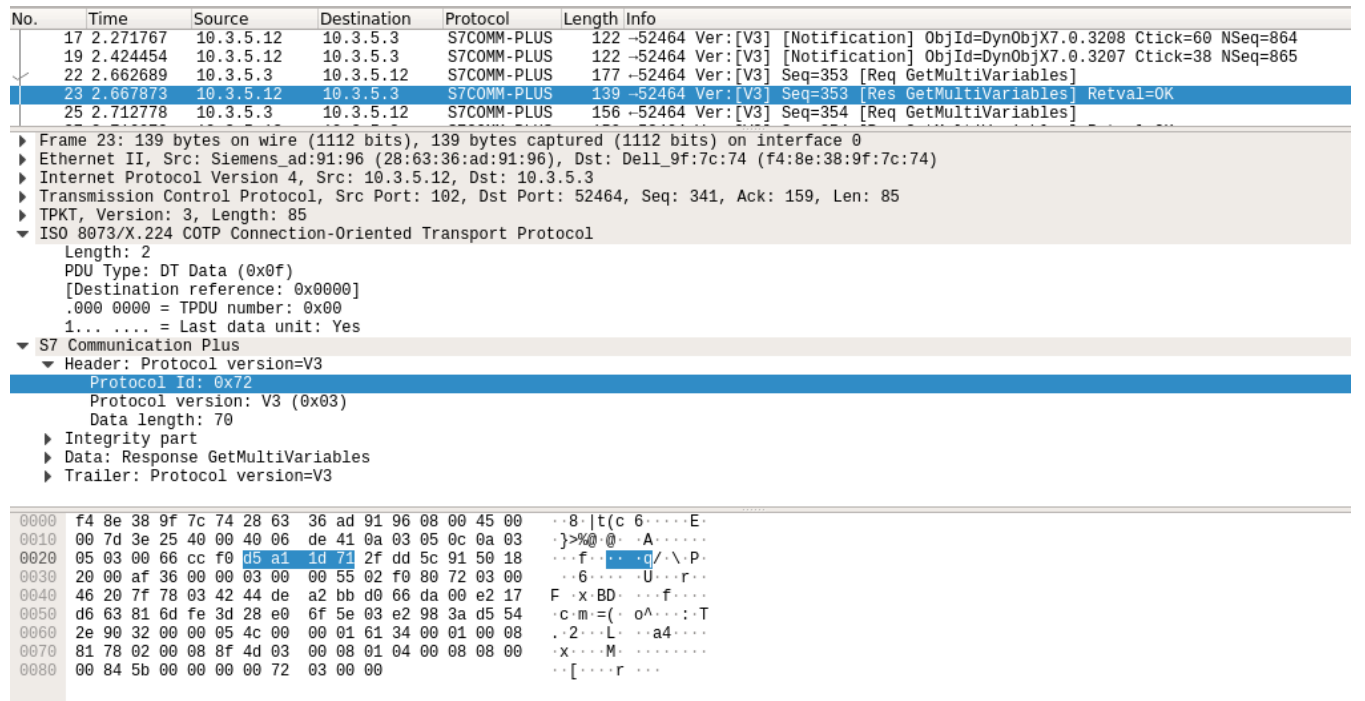 No. Time Source Destination Protocol Length Info
17 2.271767 10.3.5.12 10.3.5.3 S7COMM-PLUS 122 →52464 Ver:[V3] [Notification] ObjId=DynObjX7.0.3208 Ctick=60 NSeq=864
19 2.424454 10.3.5.12 10.3.5.3 S7COMM-PLUS 122 →52464 Ver:[V3] [Notification] ObjId=DynObjX7.0.3207 Ctick=38 NSeq=865
22 2.662689 10.3.5.3 10.3.5.12 S7COMM-PLUS 177 ←52464 Ver:[V3] Seq=353 [Req GetMultiVariables]
23 2.667873 10.3.5.12 10.3.5.3 S7COMM-PLUS 139 →52464 Ver:[V3] Seq=353 [Res GetMultiVariables] Retval=OK
25 2.712778 10.3.5.3 10.3.5.12 S7COMM-PLUS 156 ←52464 Ver:[V3] Seq=354 [Req GetMultiVariables]
Frame 23: 139 bytes on wire (1112 bits), 139 bytes captured (1112 bits) on interface 0
Ethernet II, Src: Siemens_ad:91:96 (28:63:36:ad:91:96), Dst: Dell_9f:7c:74 (f4:8e:38:9f:7c:74)
Internet Protocol Version 4, Src: 10.3.5.12, Dst: 10.3.5.3
Transmission Control Protocol, Src Port: 102, Dst Port: 52464, Seq: 341, Ack: 159, Len: 85
TPKT, Version: 3, Length: 85
ISO 8073/X.224 COTP Connection-Oriented Transport Protocol
Length: 2
PDU Type: DT Data (0x0f)
[Destination reference: 0x0000]
.000 0000 = TPDU number: 0x00
1... .... = Last data unit: Yes
S7 Communication Plus
Header: Protocol version=V3
Protocol Id: 0x72
Protocol version: V3 (0x03)
Data length: 70
Integrity part
Data: Response GetMultiVariables
Trailer: Protocol version=V3
0000 f4 8e 38 9f 7c 74 28 63 36 ad 91 96 08 00 45 00 ··8·|t(c 6·····E·
0010 00 7d 3e 25 40 00 40 06 de 41 0a 03 05 0c 0a 03 ·}>%@·@· ·A······
0020 05 03 00 66 cc f0 d5 a1 1d 71 2f dd 5c 91 50 18 ···f···· ·q/·\·P·
0030 20 00 af 36 00 00 03 00 00 55 02 f0 80 72 03 00 ··6····· ·U···r··
0040 46 20 7f 78 03 42 44 de a2 bb d0 66 da 00 e2 17 F ·x·BD· ···f····
0050 d6 63 81 6d fe 3d 28 e0 6f 5e 03 e2 98 3a d5 54 ·c·m·=(· o^···:·T
0060 2e 90 32 00 00 05 4c 00 00 01 61 34 00 01 00 08 .·2···L· ··a4····
0070 81 78 02 00 08 8f 4d 03 00 08 01 04 00 08 08 00 ·x····M· ········
0080 00 84 5b 00 00 00 00 72 03 00 00 ··[····r ···